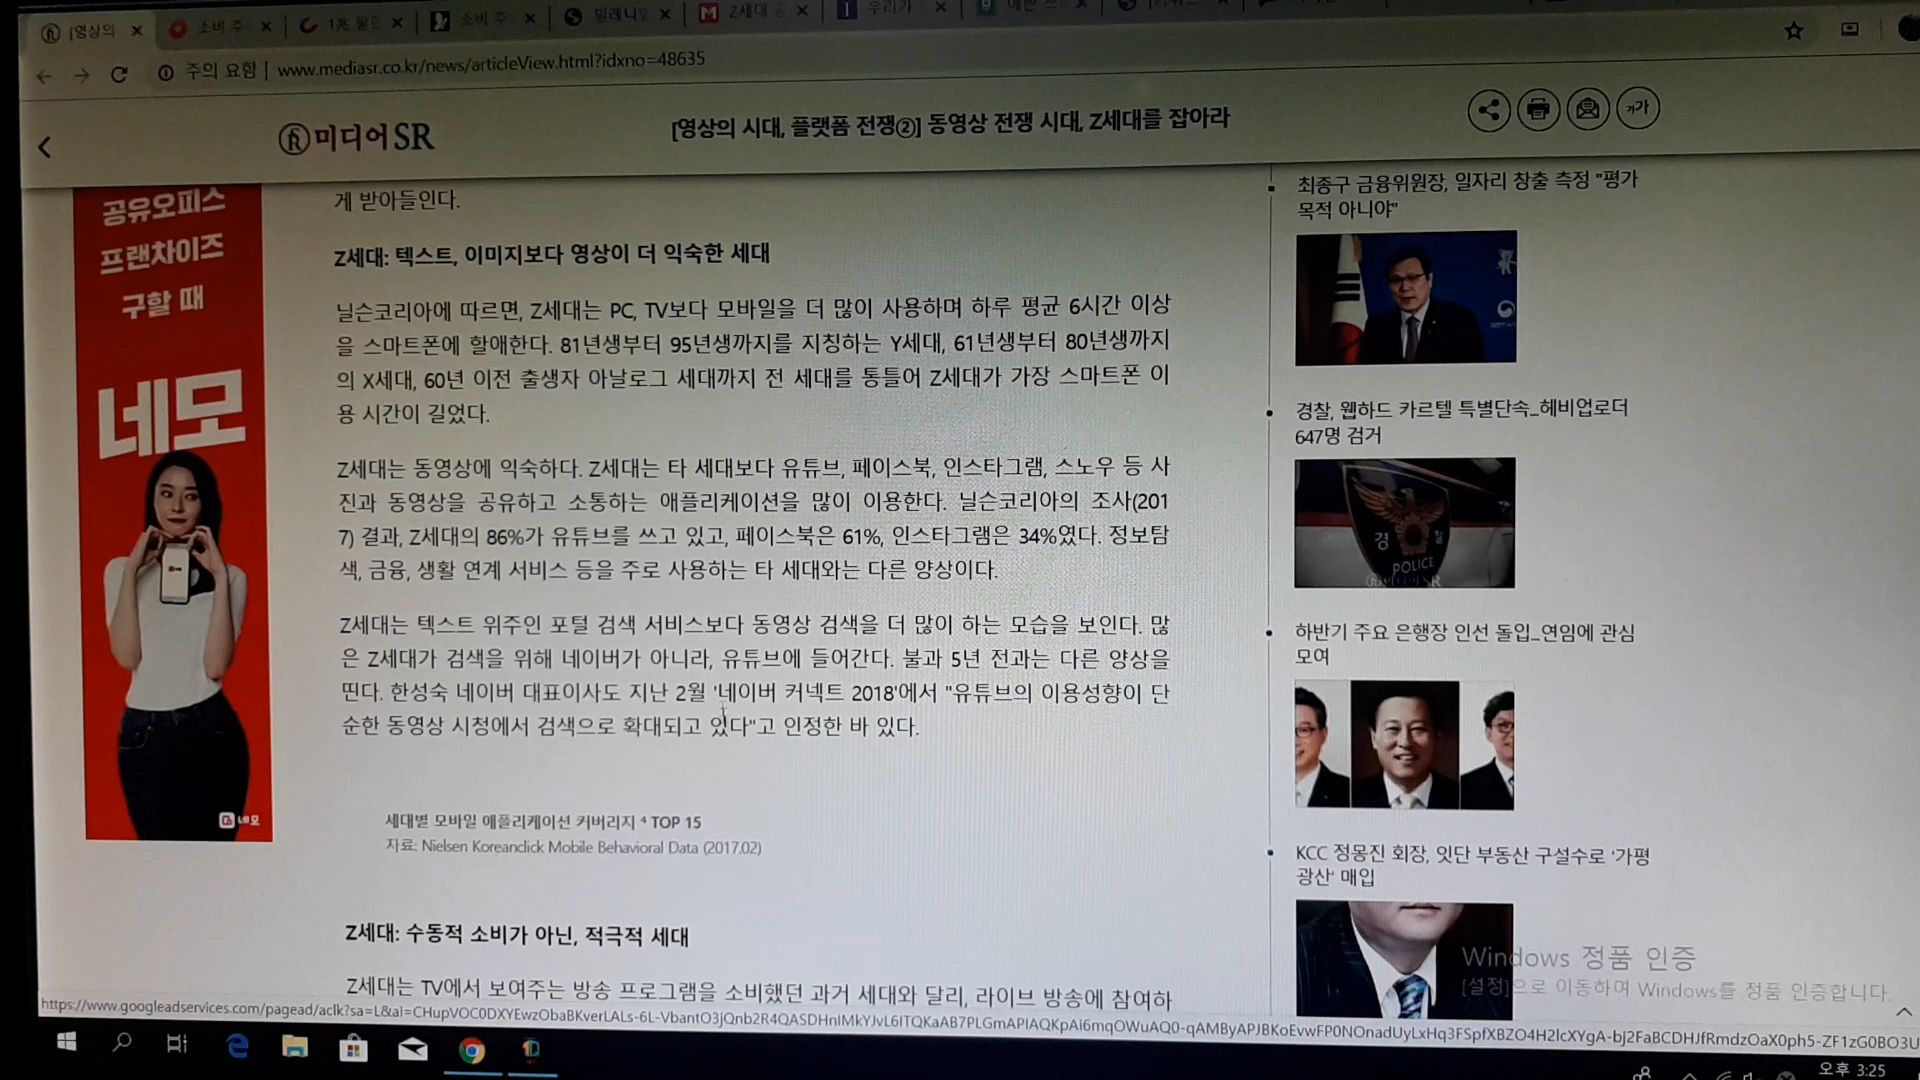 [영상의
소비 주
1兆 팔린
소비 주
밀레니얼
Z세대
우리가
주의 요함 | www.mediasr.co.kr/news/articleView.html?idxno=48635
미디어SR
[영상의 시대, 플랫폼 전쟁②] 동영상 전쟁 시대, Z세대를 잡아라
가가
공유오피스
프랜차이즈
구할 때
네모
네모
게 받아들인다.
Z세대: 텍스트, 이미지보다 영상이 더 익숙한 세대
닐슨코리아에 따르면, Z세대는 PC, TV보다 모바일을 더 많이 사용하며 하루 평균 6시간 이상
을 스마트폰에 할애한다. 81년생부터 95년생까지를 지칭하는 Y세대, 61년생부터 80년생까지
의 X세대, 60년 이전 출생자 아날로그 세대까지 전 세대를 통틀어 Z세대가 가장 스마트폰 이
용 시간이 길었다.
Z세대는 동영상에 익숙하다. Z세대는 타 세대보다 유튜브, 페이스북, 인스타그램, 스노우 등 사
진과 동영상을 공유하고 소통하는 애플리케이션을 많이 이용한다. 닐슨코리아의 조사(201
7) 결과, Z세대의 86%가 유튜브를 쓰고 있고, 페이스북은 61%, 인스타그램은 34%였다. 정보탐
색, 금융, 생활 연계 서비스 등을 주로 사용하는 타 세대와는 다른 양상이다.
Z세대는 텍스트 위주인 포털 검색 서비스보다 동영상 검색을 더 많이 하는 모습을 보인다. 많
은 Z세대가 검색을 위해 네이버가 아니라, 유튜브에 들어간다. 불과 5년 전과는 다른 양상을
띤다. 한성숙 네이버 대표이사도 지난 2월 '네이버 커넥트 2018'에서 "유튜브의 이용성향이 단
순한 동영상 시청에서 검색으로 확대되고 있다"고 인정한 바 있다.
세대별 모바일 애플리케이션 커버리지 ⁴ TOP 15
자료: Nielsen Koreanclick Mobile Behavioral Data (2017.02)
Z세대: 수동적 소비가 아닌, 적극적 세대
Z세대는 TV에서 보여주는 방송 프로그램을 소비했던 과거 세대와 달리, 라이브 방송에 참여하
최종구 금융위원장, 일자리 창출 측정 "평가
목적 아니야"
경찰, 웹하드 카르텔 특별단속...헤비업로더
647명 검거
경찰
POLICE
하반기 주요 은행장 인선 돌입...연임에 관심
모여
KCC 정몽진 회장, 잇단 부동산 구설수로 '가평
광산' 매입
Windows 정품 인증
[설정]으로 이동하여 Windows를 정품 인증합니다.
오후 3:25